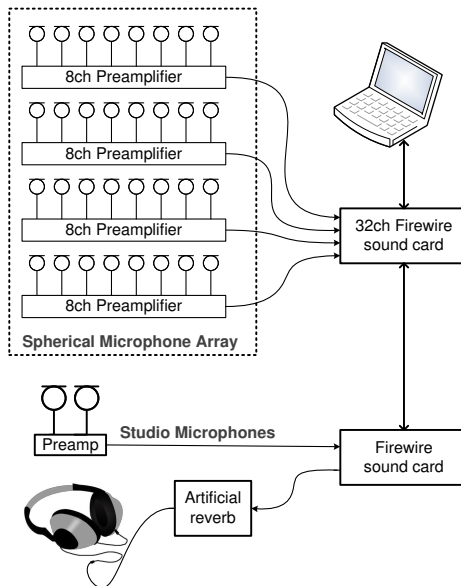 8ch Preamplifier
8ch Preamplifier
8ch Preamplifier
8ch Preamplifier
Spherical Microphone Array
32ch Firewire
sound card
Preamp
Studio Microphones
Firewire
sound card
Artificial
reverb